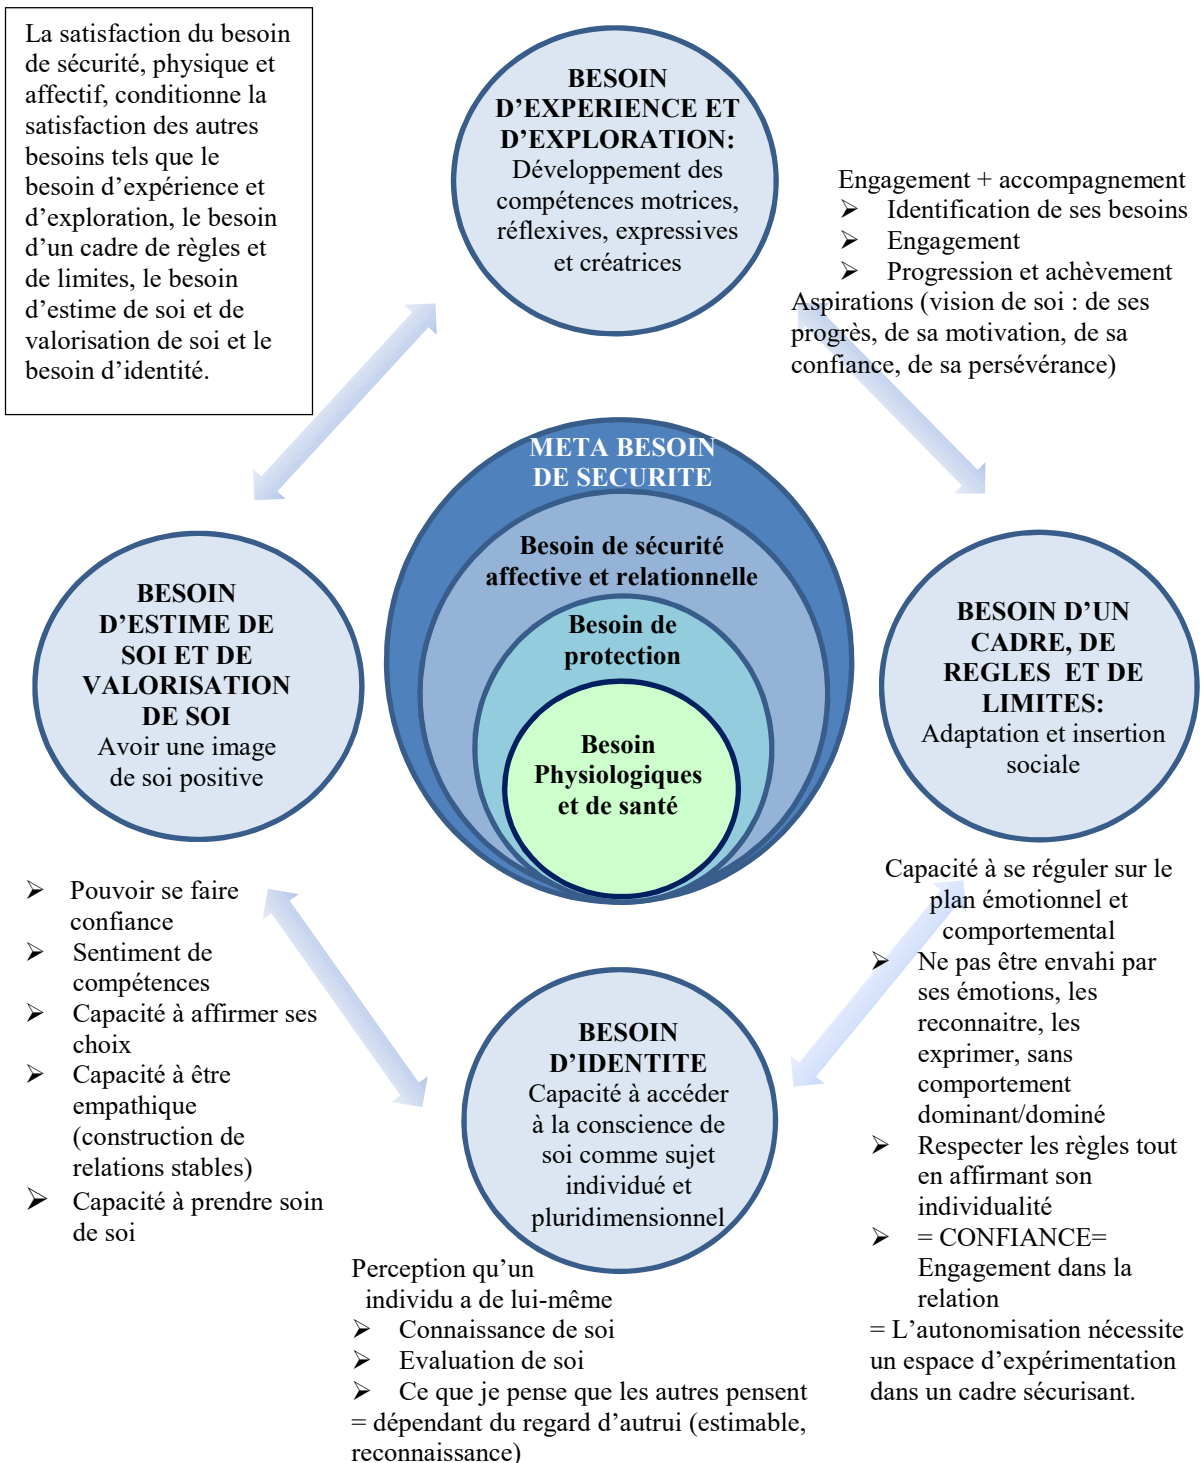 La satisfaction du besoin
de sécurité, physique et
affectif, conditionne la
satisfaction des autres
besoins tels que le
besoin d’expérience et
d’exploration, le besoin
d’un cadre de règles et
de limites, le besoin
d’estime de soi et de
valorisation de soi et le
besoin d’identité.
BESOIN
D’EXPERIENCE ET
D’EXPLORATION:
Développement des
compétences motrices,
réflexives, expressives
et créatrices
Engagement + accompagnement
➢ Identification de ses besoins
➢ Engagement
➢ Progression et achèvement
Aspirations (vision de soi : de ses
progrès, de sa motivation, de sa
confiance, de sa persévérance)
META BESOIN
DE SECURITE
Besoin de sécurité
affective et relationnelle
Besoin de
protection
Besoin
Physiologiques
et de santé
BESOIN
D’ESTIME DE
SOI ET DE
VALORISATION
DE SOI
Avoir une image
de soi positive
BESOIN D’UN
CADRE, DE
REGLES ET DE
LIMITES:
Adaptation et insertion
sociale
➢ Pouvoir se faire
confiance
➢ Sentiment de
compétences
➢ Capacité à affirmer ses
choix
➢ Capacité à être
empathique
(construction de
relations stables)
➢ Capacité à prendre soin
de soi
BESOIN
D’IDENTITE
Capacité à accéder
à la conscience de
soi comme sujet
individué et
pluridimensionnel
Capacité à se réguler sur le
plan émotionnel et
comportemental
➢ Ne pas être envahi par
ses émotions, les
reconnaitre, les
exprimer, sans
comportement
dominant/dominé
➢ Respecter les règles tout
en affirmant son
individualité
➢ = CONFIANCE=
Engagement dans la
relation
= L’autonomisation nécessite
un espace d’expérimentation
dans un cadre sécurisant.
Perception qu’un
individu a de lui-même
➢ Connaissance de soi
➢ Evaluation de soi
➢ Ce que je pense que les autres pensent
= dépendant du regard d’autrui (estimable,
reconnaissance)